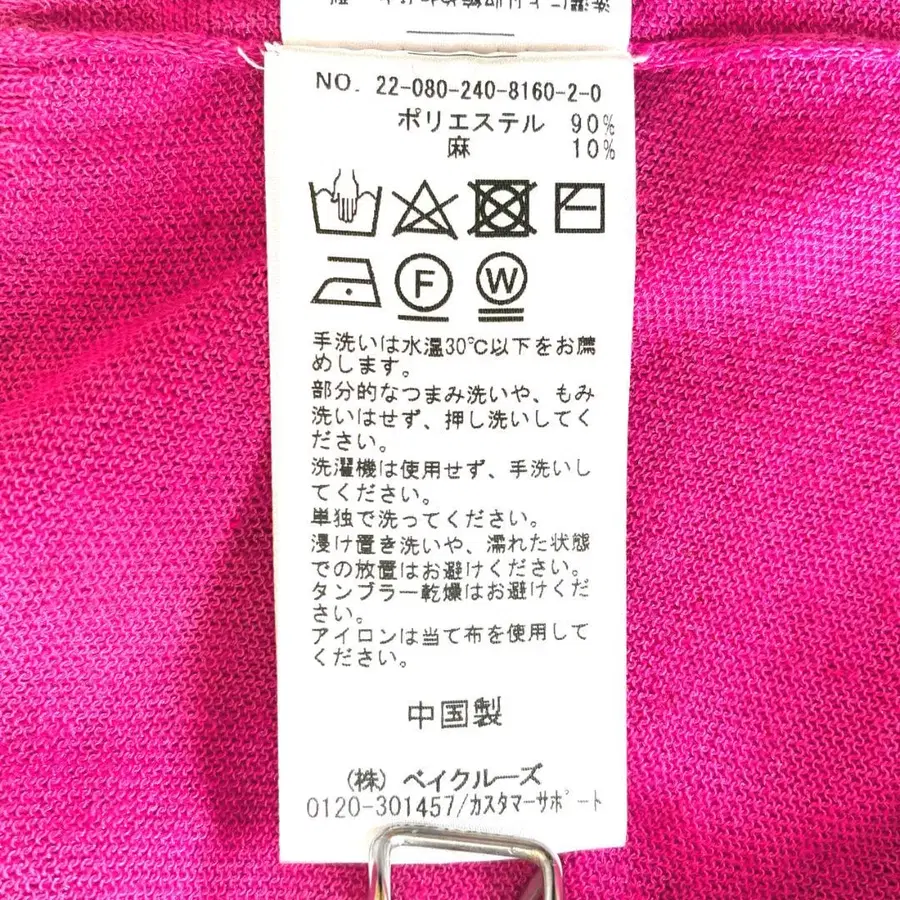 NO. 22-080-240-8160-2-0
ポリエステル 90%
麻 10%
F W
手洗いは水温30℃以下をお薦
めします。
部分的なつまみ洗いや、もみ
洗いはせず、押し洗いしてく
ださい。
洗濯機は使用せず、手洗いし
てください。
単独で洗ってください。
浸け置き洗いや、濡れた状態
での放置はお避けください。
タンブラー乾燥はお避けくだ
さい。
アイロンは当て布を使用して
ください。
中国製
(株) ベイクルーズ
0120-301457/カスタマーサポート